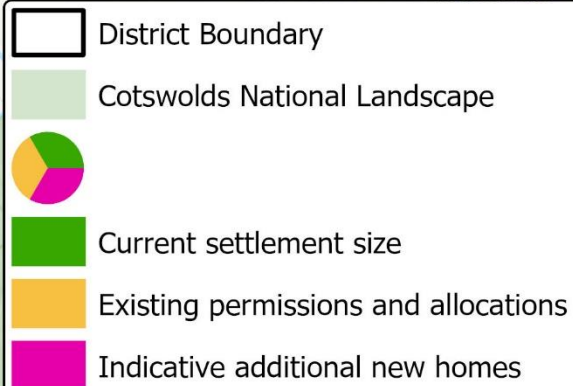 District Boundary
Cotswolds National Landscape
Current settlement size
Existing permissions and allocations
Indicative additional new homes